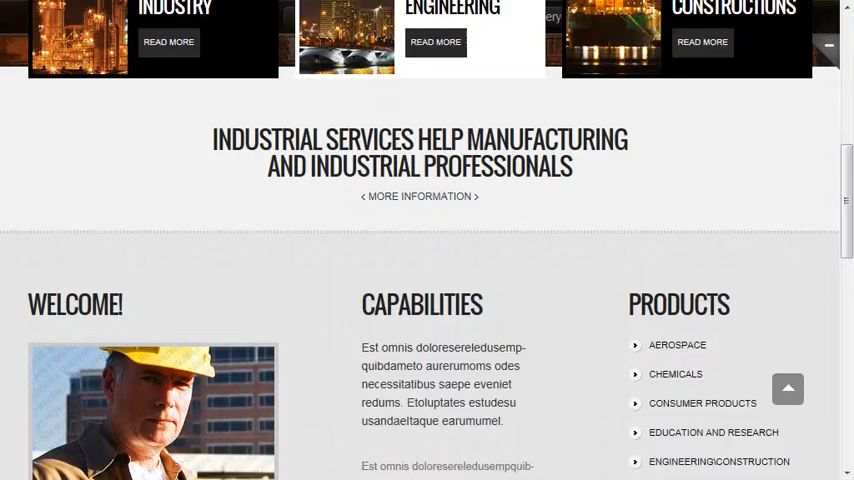 INDUSTRY
ENGINEERING
CONSTRUCTIONS
READ MORE
READ MORE
READ MORE
INDUSTRIAL SERVICES HELP MANUFACTURING
AND INDUSTRIAL PROFESSIONALS
< MORE INFORMATION >
WELCOME!
CAPABILITIES
PRODUCTS
Est omnis doloresereledusemp-
quibdameto aurerumoms odes
necessitatibus saepe eveniet
redums. Etoluptates estudesu
usandaeltaque earumumel.
Est omnis doloresereledusempquib-
AEROSPACE
CHEMICALS
CONSUMER PRODUCTS
EDUCATION AND RESEARCH
ENGINEERING\CONSTRUCTION